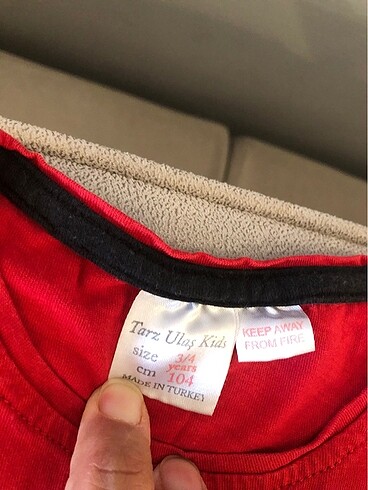 Tarz Ulaş Kids
size 3/4 years
cm 104
MADE IN TURKEY
KEEP AWAY
FROM FIRE